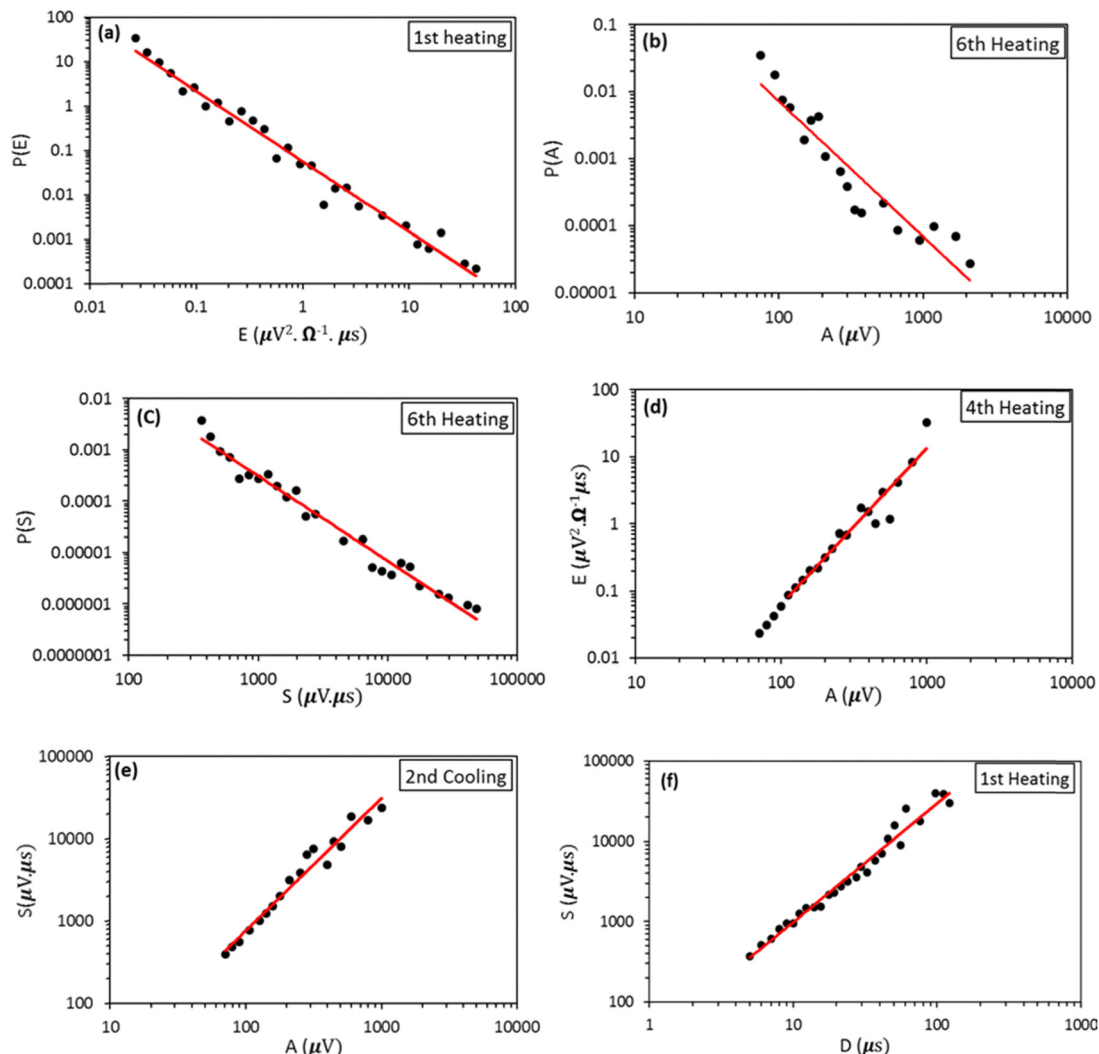 (a)
1st heating
100
10
1
0.1
0.01
0.001
0.0001
P(E)
0.01 0.1 1 10 100
E (μV². Ω⁻¹. μs)
(b)
6th Heating
0.1
0.01
0.001
0.0001
0.00001
P(A)
10 100 1000 10000
A (μV)
(C)
6th Heating
0.01
0.001
0.0001
0.00001
0.000001
0.0000001
P(S)
100 1000 10000 100000
S (μV.μs)
(d)
4th Heating
100
10
1
0.1
0.01
E (μV².Ω⁻¹μs)
10 100 1000 10000
A (μV)
(e)
2nd Cooling
100000
10000
1000
100
S(μV.μs)
10 100 1000 10000
A (μV)
(f)
1st Heating
100000
10000
1000
100
S (μV.μs)
1 10 100 1000
D (μs)